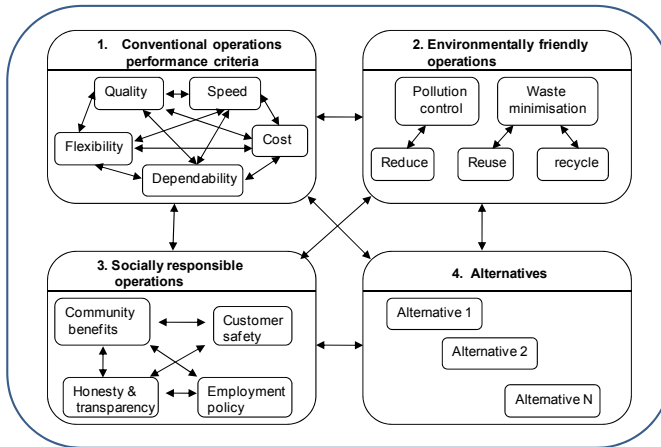 1. Conventional operations
performance criteria
Quality
Speed
Flexibility
Cost
Dependability
2. Environmentally friendly
operations
Pollution
control
Waste
minimisation
Reduce
Reuse
recycle
3. Socially responsible
operations
Community
benefits
Customer
safety
Honesty &
transparency
Employment
policy
4. Alternatives
Alternative 1
Alternative 2
Alternative N